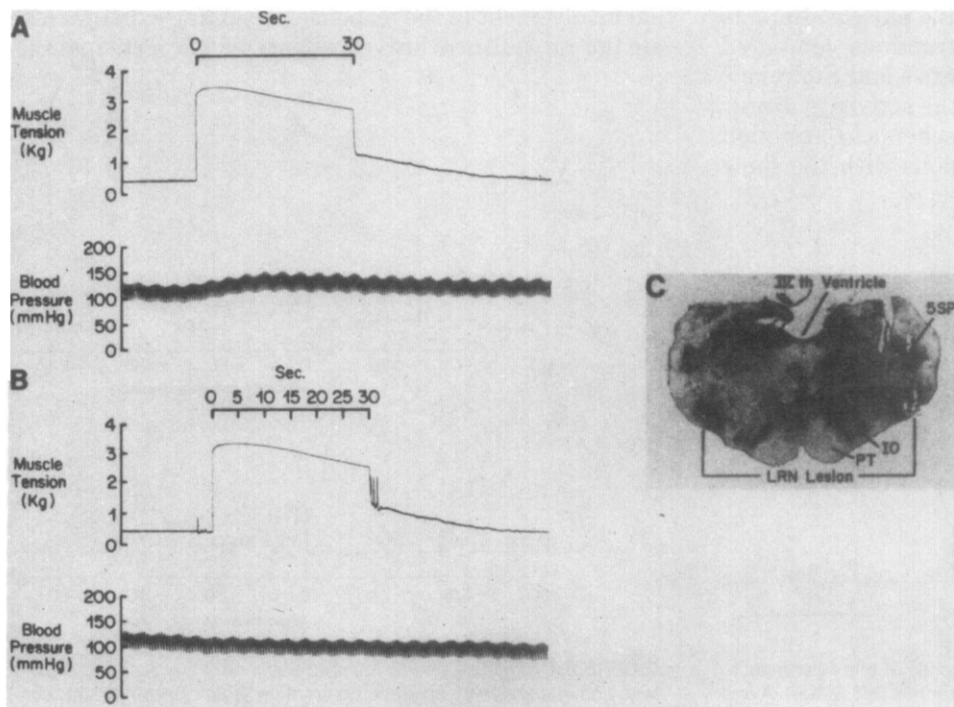 A
Sec.
0 30
4
3
2
1
0
Muscle
Tension
(Kg)
200
150
100
50
0
Blood
Pressure
(mmHg)
B
Sec.
0 5 10 15 20 25 30
4
3
2
1
0
Muscle
Tension
(Kg)
200
150
100
50
0
Blood
Pressure
(mmHg)
C
IV th Ventricle
5SP
IO
PT
LRN Lesion